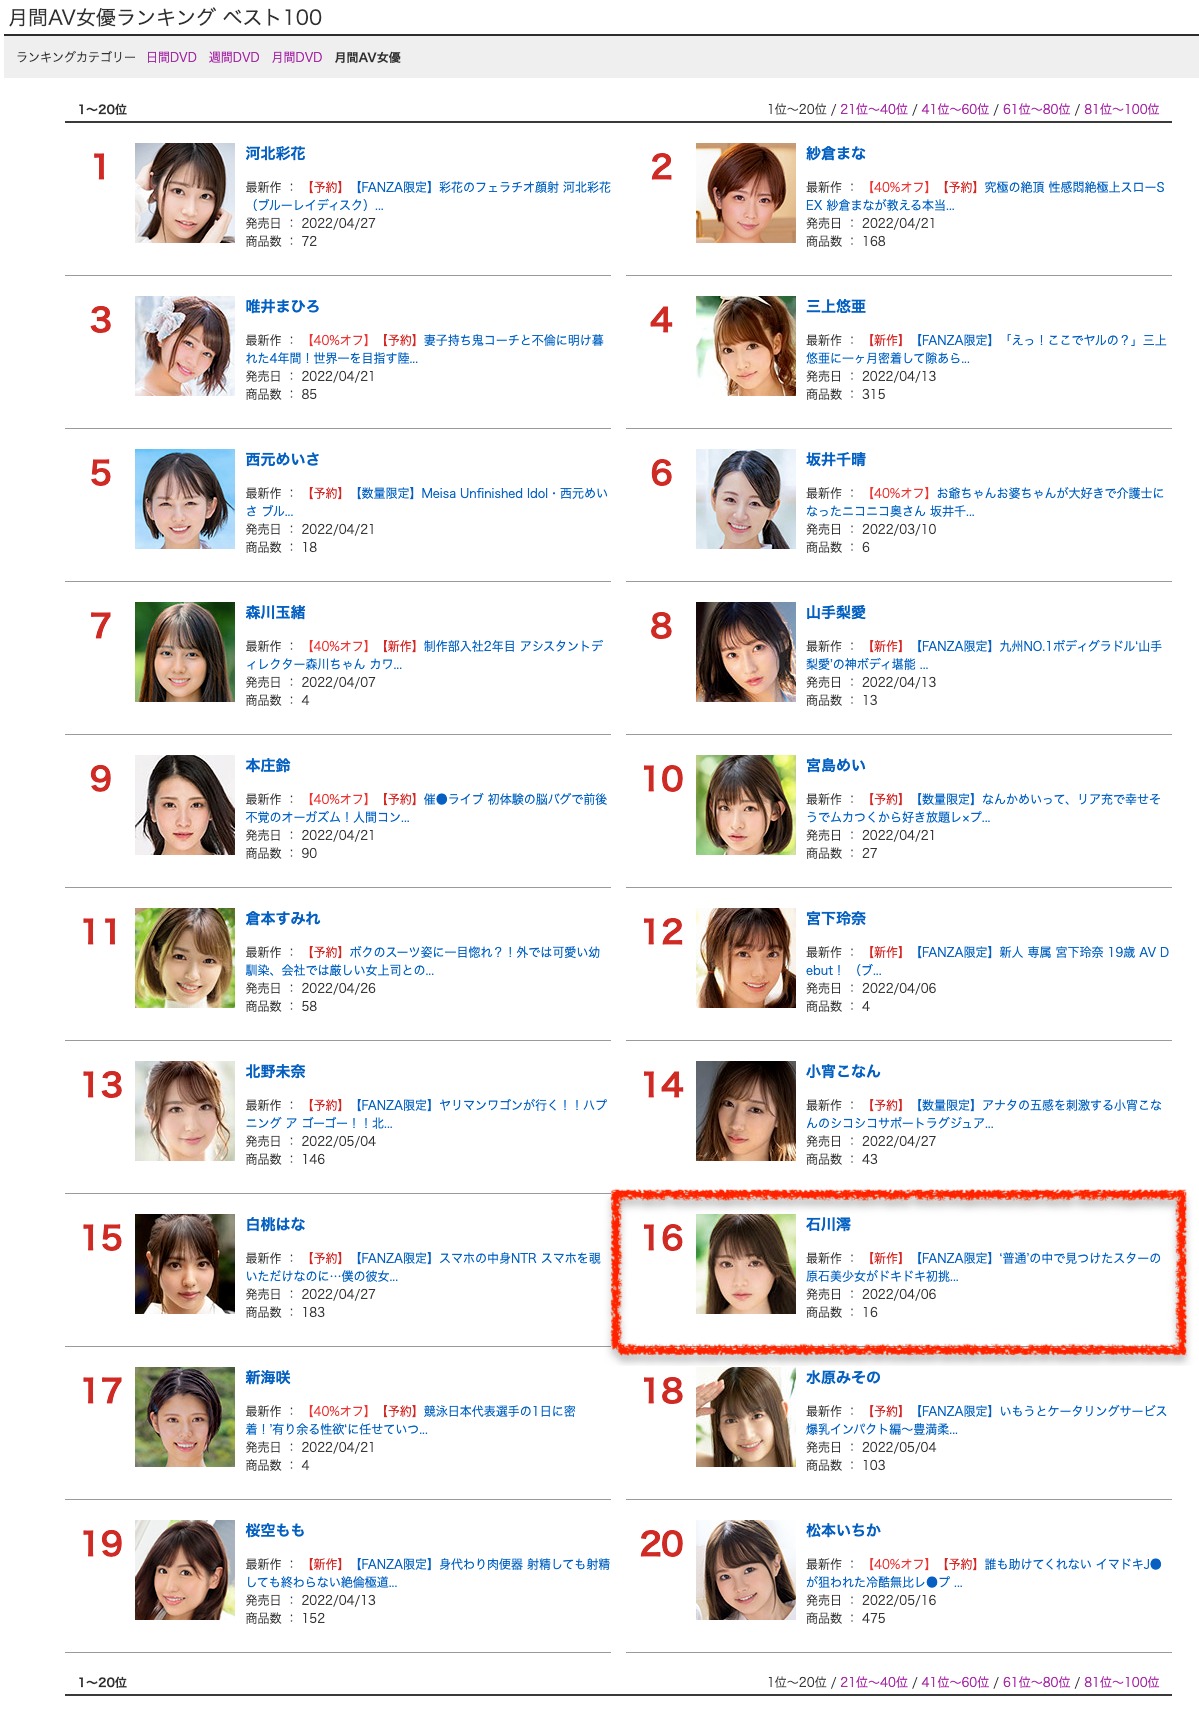 月間AV女優ランキング ベスト100
ランキングカテゴリー 日間DVD 週間DVD 月間DVD 月間AV女優
1〜20位 1位〜20位 / 21位〜40位 / 41位〜60位 / 61位〜80位 / 81位〜100位
1
河北彩花
最新作 : 【予約】【FANZA限定】彩花のフェラチオ顔射 河北彩花
（ブルーレイディスク）...
発売日 : 2022/04/27
商品数 : 72
2
紗倉まな
最新作 : 【40%オフ】【予約】究極の絶頂 性感悶絶極上スローS
EX 紗倉まなが教える本当...
発売日 : 2022/04/21
商品数 : 168
3
唯井まひろ
最新作 : 【40%オフ】【予約】妻子持ち鬼コーチと不倫に明け暮
れた4年間！世界一を目指す陸...
発売日 : 2022/04/21
商品数 : 85
4
三上悠亜
最新作 : 【新作】【FANZA限定】「えっ！ここでヤルの？」三上
悠亜に一ヶ月密着して隙あら...
発売日 : 2022/04/13
商品数 : 315
5
西元めいさ
最新作 : 【予約】【数量限定】Meisa Unfinished Idol・西元めい
さ ブル...
発売日 : 2022/04/21
商品数 : 18
6
坂井千晴
最新作 : 【40%オフ】お爺ちゃんお婆ちゃんが大好きで介護士に
なったニコニコ奥さん 坂井千...
発売日 : 2022/03/10
商品数 : 6
7
森川玉緒
最新作 : 【40%オフ】【新作】制作部入社2年目 アシスタントデ
ィレクター森川ちゃん カワ...
発売日 : 2022/04/07
商品数 : 4
8
山手梨愛
最新作 : 【新作】【FANZA限定】九州NO.1ボディグラドル‘山手
梨愛’の神ボディ堪能 ...
発売日 : 2022/04/13
商品数 : 13
9
本庄鈴
最新作 : 【40%オフ】【予約】催●ライブ 初体験の脳バグで前後
不覚のオーガズム！人間コン...
発売日 : 2022/04/21
商品数 : 90
10
宮島めい
最新作 : 【予約】【数量限定】なんかめいって、リア充で幸せそ
うでムカつくから好き放題レ×プ...
発売日 : 2022/04/21
商品数 : 27
11
倉本すみれ
最新作 : 【予約】ボクのスーツ姿に一目惚れ？！外では可愛い幼
馴染、会社では厳しい女上司との...
発売日 : 2022/04/26
商品数 : 58
12
宮下玲奈
最新作 : 【新作】【FANZA限定】新人 専属 宮下玲奈 19歳 AV D
ebut！ （ブ...
発売日 : 2022/04/06
商品数 : 4
13
北野未奈
最新作 : 【予約】【FANZA限定】ヤリマンワゴンが行く！！ハプ
ニング ア ゴーゴー！！北...
発売日 : 2022/05/04
商品数 : 146
14
小宵こなん
最新作 : 【予約】【数量限定】アナタの五感を刺激する小宵こな
んのシコシコサポートラグジュア...
発売日 : 2022/04/27
商品数 : 43
15
白桃はな
最新作 : 【予約】【FANZA限定】スマホの中身NTR スマホを覗
いただけなのに…僕の彼女...
発売日 : 2022/04/27
商品数 : 183
16
石川澪
最新作 : 【新作】【FANZA限定】‘普通’の中で見つけたスターの
原石美少女がドキドキ初挑...
発売日 : 2022/04/06
商品数 : 16
17
新海咲
最新作 : 【40%オフ】【予約】競泳日本代表選手の1日に密
着！'有り余る性欲'に任せていつ...
発売日 : 2022/04/21
商品数 : 4
18
水原みその
最新作 : 【予約】【FANZA限定】いもうとケータリングサービス
爆乳インパクト編〜豊満柔...
発売日 : 2022/05/04
商品数 : 103
19
桜空もも
最新作 : 【新作】【FANZA限定】身代わり肉便器 射精しても射精
しても終わらない絶倫極道...
発売日 : 2022/04/13
商品数 : 152
20
松本いちか
最新作 : 【40%オフ】【予約】誰も助けてくれない イマドキJ●
が狙われた冷酷無比レ●プ ...
発売日 : 2022/05/16
商品数 : 475
1〜20位 1位〜20位 / 21位〜40位 / 41位〜60位 / 61位〜80位 / 81位〜100位